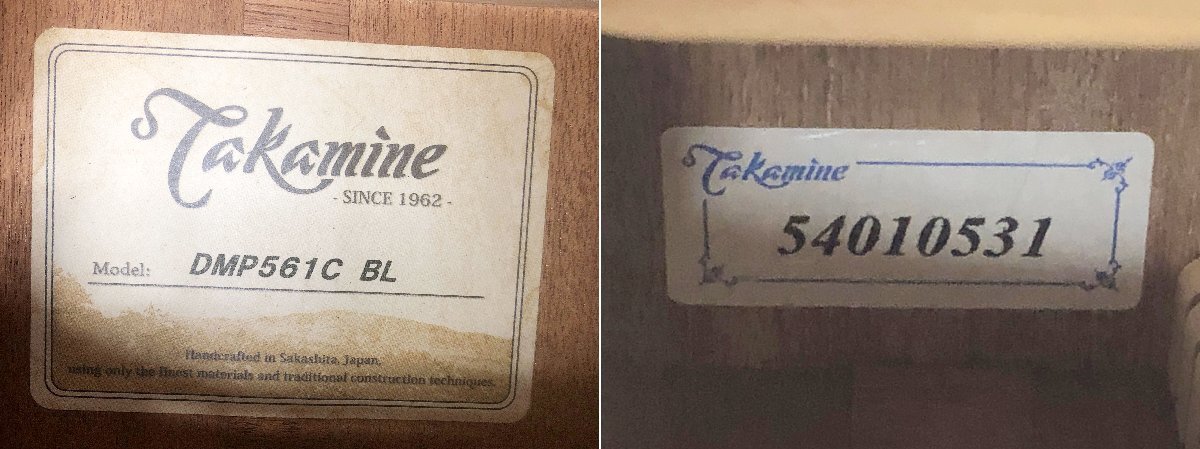 Takamine
- SINCE 1962 -
Model: DMP561C BL
Handcrafted in Sakashita, Japan,
using only the finest materials and traditional construction techniques.
Takamine
54010531